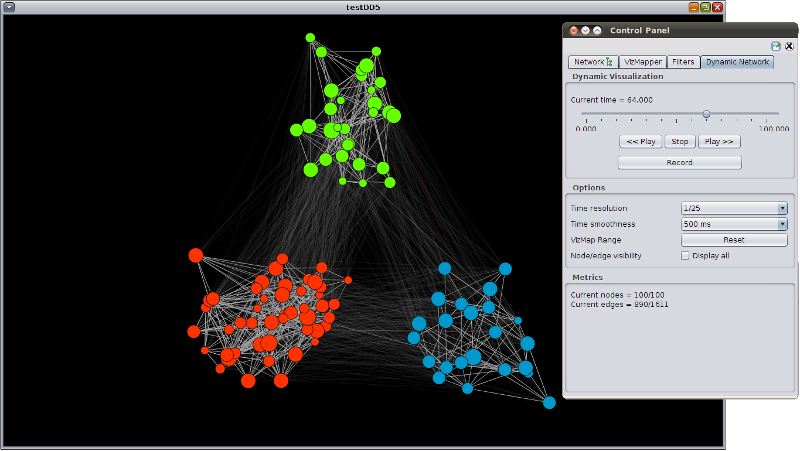 testDD5
Control Panel
Network VizMapper Filters Dynamic Network
Dynamic Visualization
Current time = 64.000
0.000 100.000
<< Play Stop Play >>
Record
Options
Time resolution 1/25
Time smoothness 500 ms
VizMap Range Reset
Node/edge visibility Display all
Metrics
Current nodes = 100/100
Current edges = 890/1611